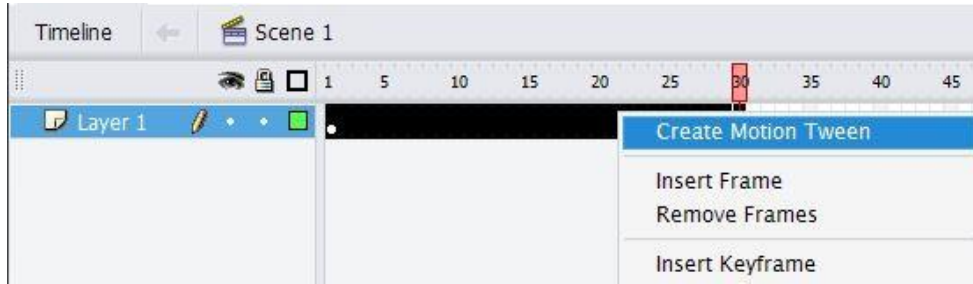 Timeline Scene 1
1 5 10 15 20 25 30 35 40 45
Layer 1
Create Motion Tween
Insert Frame
Remove Frames
Insert Keyframe